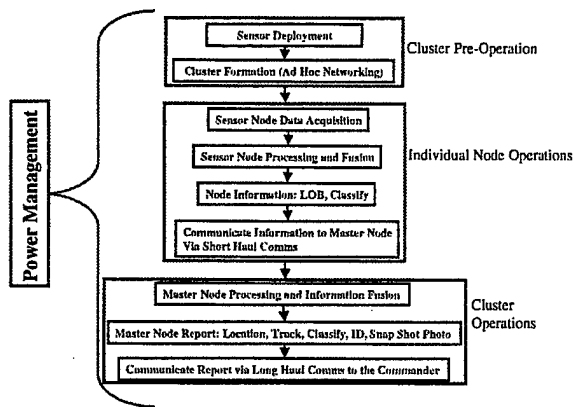 Sensor Deployment
Cluster Formation (Ad Hoc Networking)
Cluster Pre-Operation
Sensor Node Data Acquisition
Sensor Node Processing and Fusion
Node Information: LOB, Classify
Communicate Information to Master Node
Via Short Haul Comms
Individual Node Operations
Master Node Processing and Information Fusion
Master Node Report: Location, Track, Classify, ID, Snap Shot Photo
Communicate Report via Long Haul Comms to the Commander
Cluster
Operations
Power Management